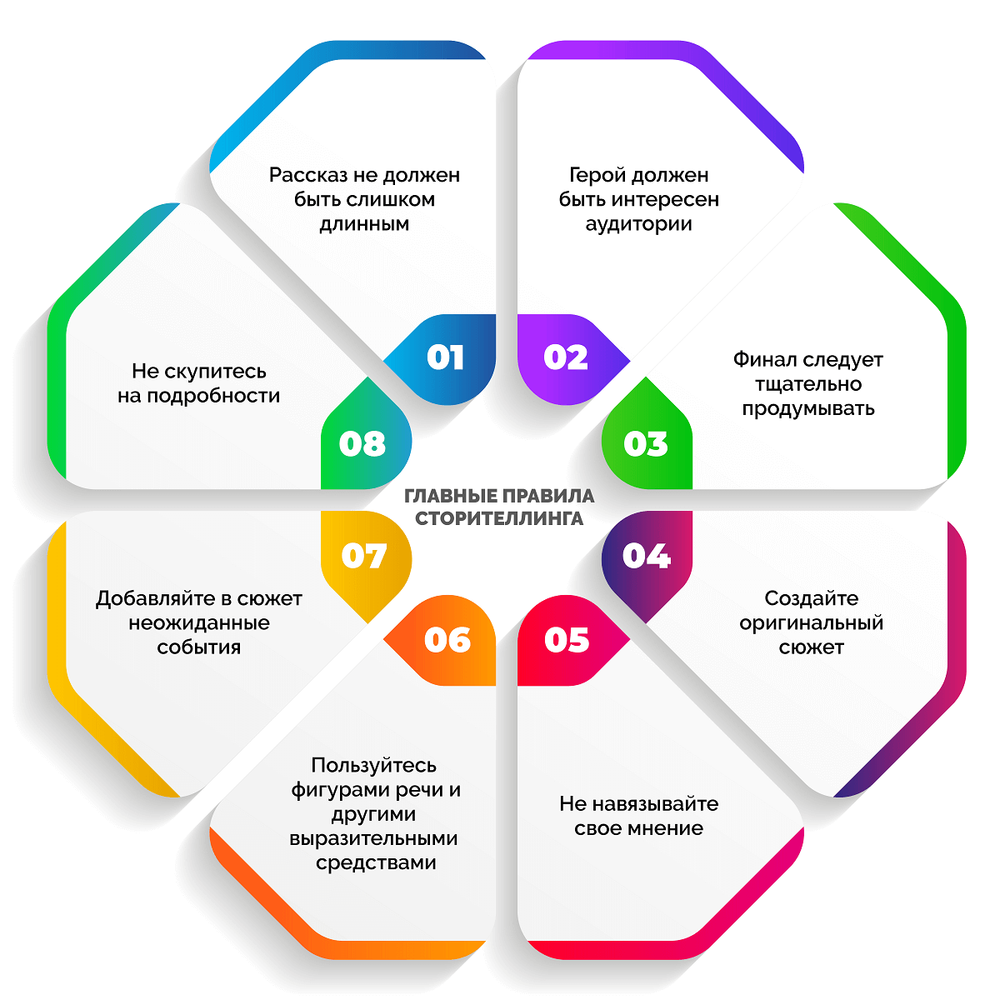 ГЛАВНЫЕ ПРАВИЛА
СТОРИТЕЛЛИНГА
01
Рассказ не должен
быть слишком
длинным
02
Герой должен
быть интересен
аудитории
03
Финал следует
тщательно
продумывать
04
Создайте
оригинальный
сюжет
05
Не навязывайте
свое мнение
06
Пользуйтесь
фигурами речи и
другими
выразительными
средствами
07
Добавляйте в сюжет
неожиданные
события
08
Не скупитесь
на подробности